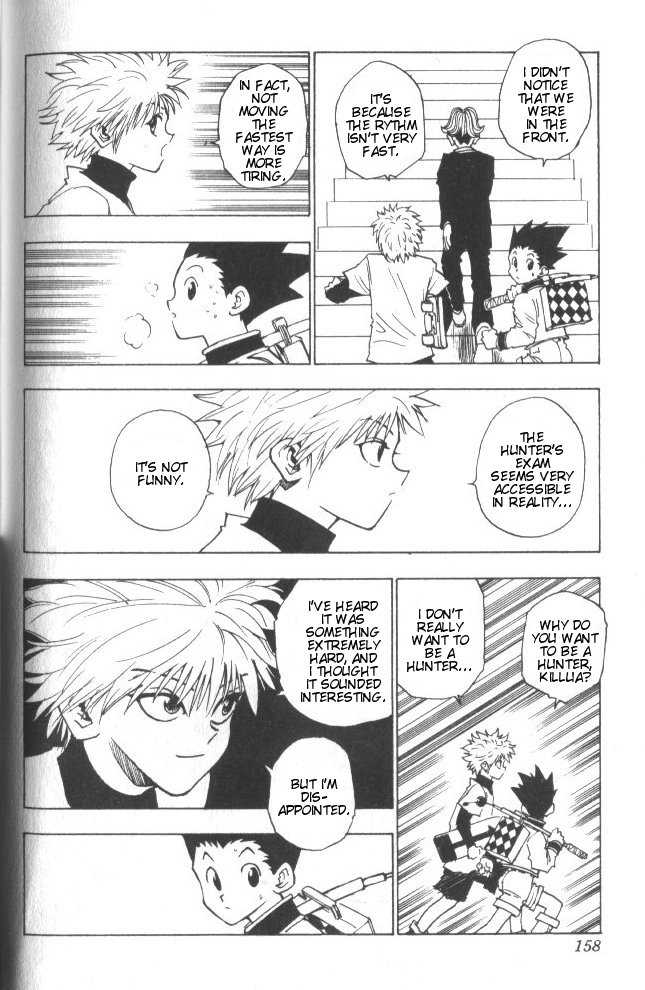 I DIDN'T
NOTICE
THAT WE
WERE
IN THE
FRONT.
IT'S
BECAUSE
THE RYTHM
ISN'T VERY
FAST.
IN FACT,
NOT
MOVING
THE
FASTEST
WAY IS
MORE
TIRING.
THE
HUNTER'S
EXAM
SEEMS VERY
ACCESSIBLE
IN REALITY...
IT'S NOT
FUNNY.
WHY DO
YOU WANT
TO BE A
HUNTER,
KILLUA?
I DON'T
REALLY
WANT TO
BE A
HUNTER...
I'VE HEARD
IT WAS
SOMETHING
EXTREMELY
HARD, AND
I THOUGHT
IT SOUNDED
INTERESTING.
BUT I'M
DIS-
APPOINTED.
158